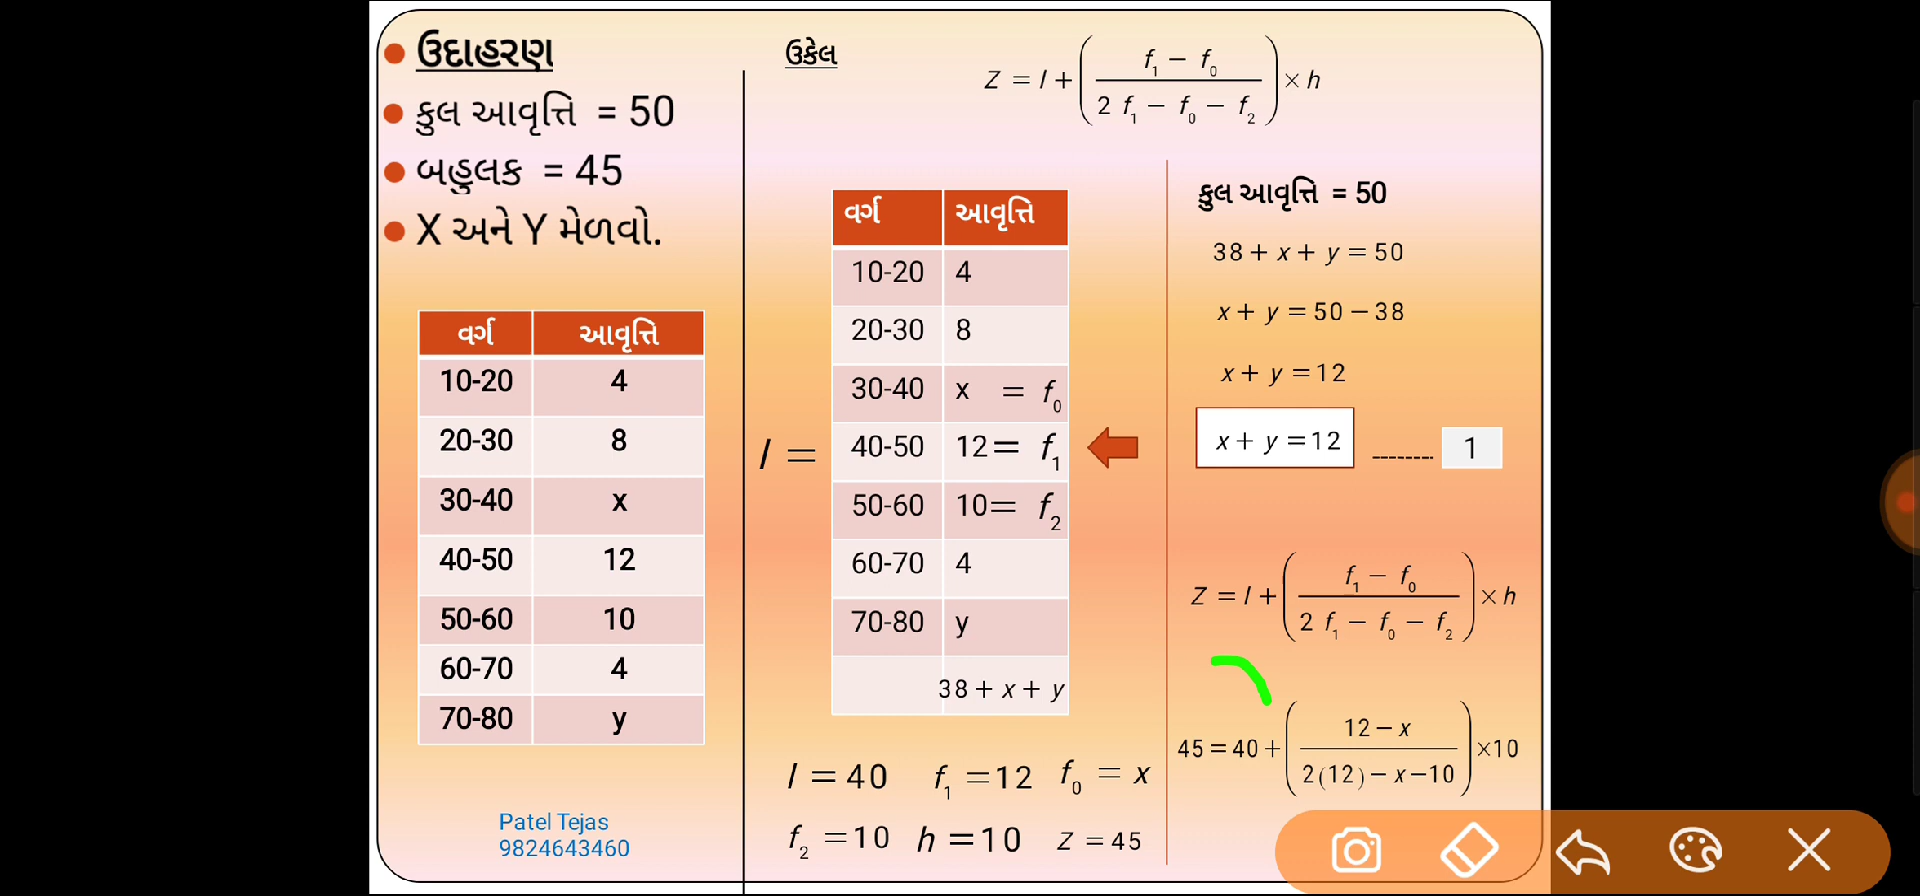 ઉદાહરણ
કુલ આવૃત્તિ = 50
બહુલક = 45
X અને Y મેળવો.
વર્ગ આવૃત્તિ
10-20 4
20-30 8
30-40 x
40-50 12
50-60 10
60-70 4
70-80 y
Patel Tejas
9824643460
ઉકેલ
Z = l + ( (f₁ − f₀) / (2 f₁ − f₀ − f₂) ) × h
વર્ગ આવૃત્તિ
10-20 4
20-30 8
30-40 x = f₀
l = 40-50 12 = f₁
50-60 10 = f₂
60-70 4
70-80 y
38 + x + y
l = 40 f₁ = 12 f₀ = x
f₂ = 10 h = 10 z = 45
કુલ આવૃત્તિ = 50
38 + x + y = 50
x + y = 50 − 38
x + y = 12
x + y = 12 -------- 1
Z = l + ( (f₁ − f₀) / (2 f₁ − f₀ − f₂) ) × h
45 = 40 + ( (12 − x) / (2(12) − x − 10) ) × 10